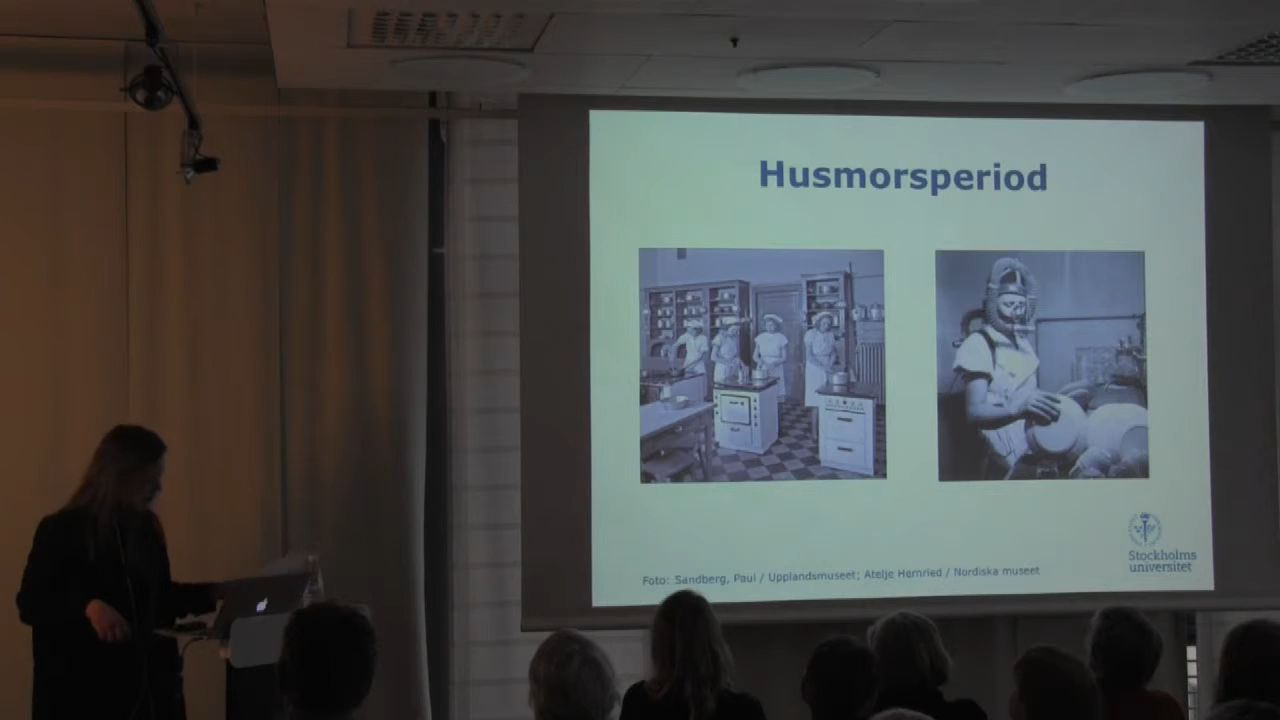 Husmorsperiod
Foto: Sandberg, Paul / Upplandsmuseet; Atelje Hernried / Nordiska museet
Stockholms
universitet